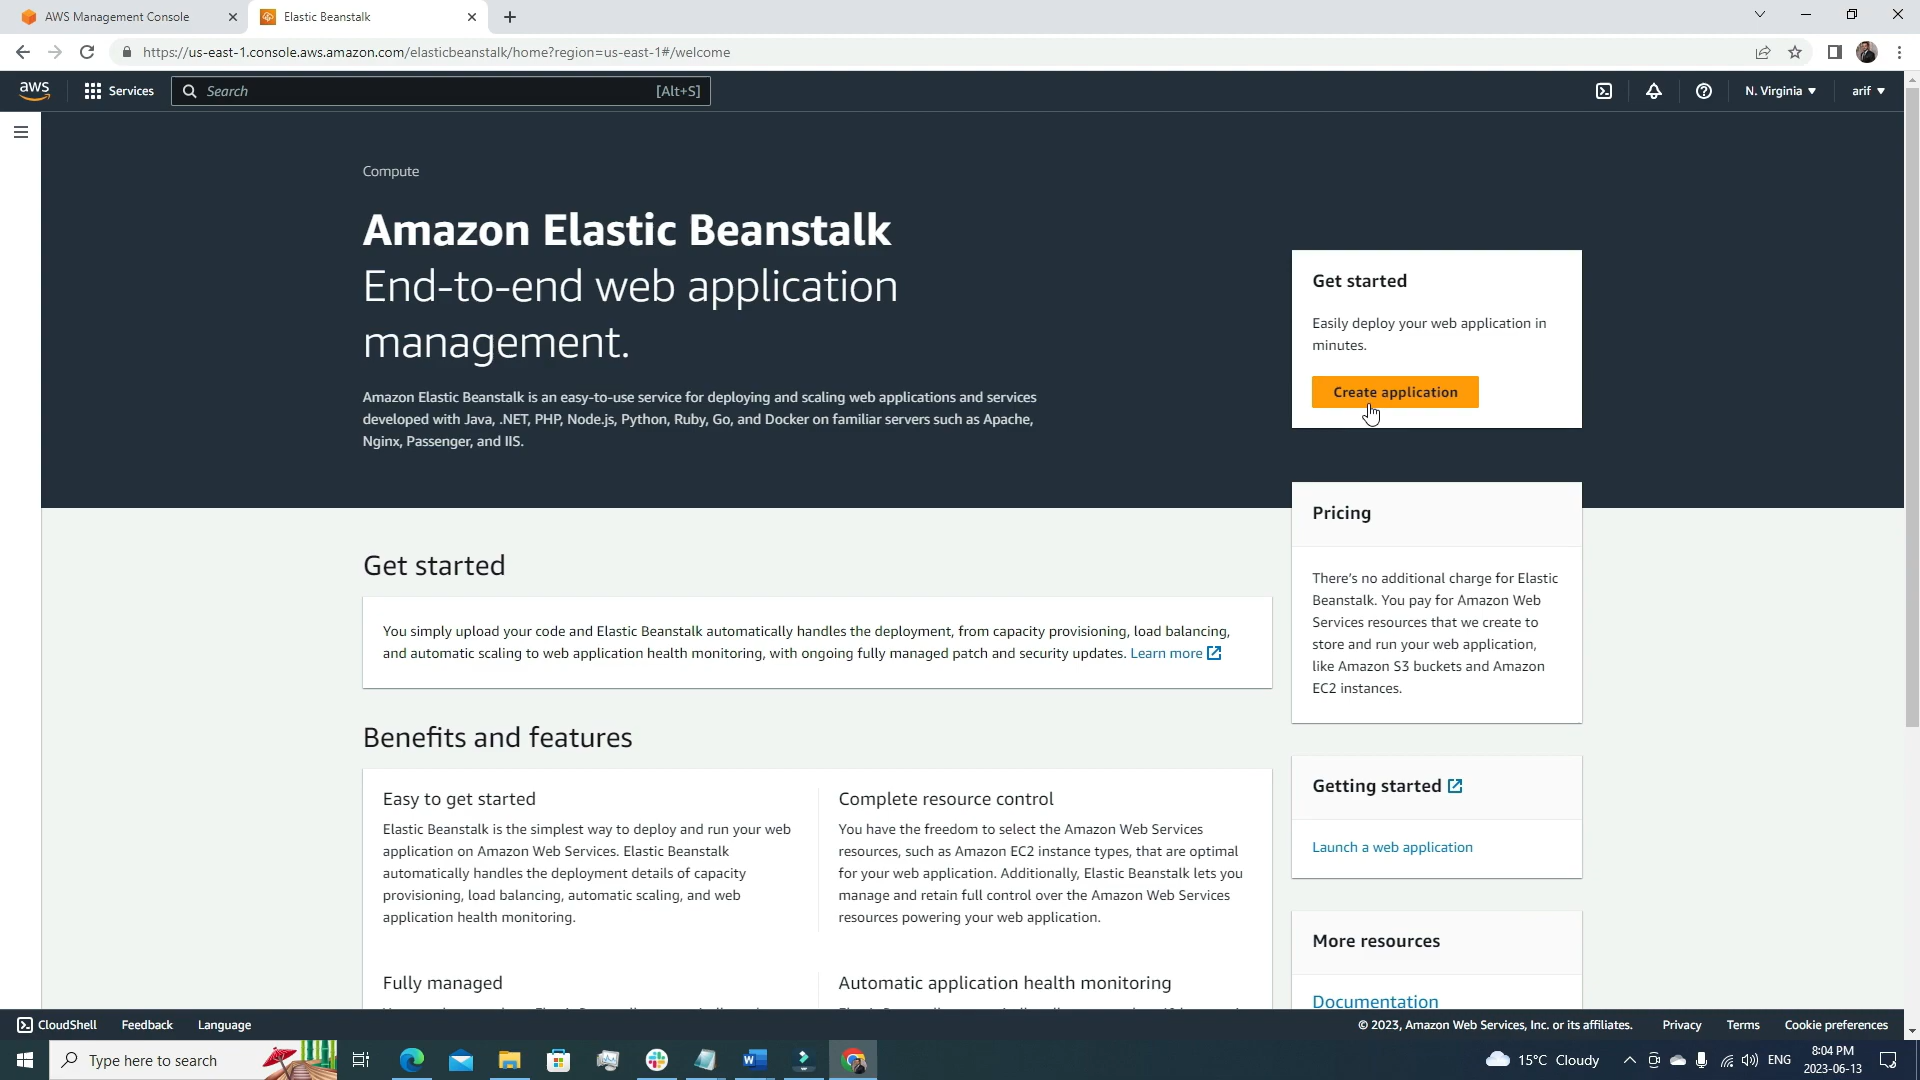 AWS Management Console
Elastic Beanstalk
https://us-east-1.console.aws.amazon.com/elasticbeanstalk/home?region=us-east-1#/welcome
aws
Services
Search
[Alt+S]
N. Virginia
arif
Compute
Amazon Elastic Beanstalk
End-to-end web application
management.
Amazon Elastic Beanstalk is an easy-to-use service for deploying and scaling web applications and services
developed with Java, .NET, PHP, Node.js, Python, Ruby, Go, and Docker on familiar servers such as Apache,
Nginx, Passenger, and IIS.
Get started
Easily deploy your web application in
minutes.
Create application
Pricing
There's no additional charge for Elastic
Beanstalk. You pay for Amazon Web
Services resources that we create to
store and run your web application,
like Amazon S3 buckets and Amazon
EC2 instances.
Get started
You simply upload your code and Elastic Beanstalk automatically handles the deployment, from capacity provisioning, load balancing,
and automatic scaling to web application health monitoring, with ongoing fully managed patch and security updates. Learn more
Benefits and features
Easy to get started
Elastic Beanstalk is the simplest way to deploy and run your web
application on Amazon Web Services. Elastic Beanstalk
automatically handles the deployment details of capacity
provisioning, load balancing, automatic scaling, and web
application health monitoring.
Complete resource control
You have the freedom to select the Amazon Web Services
resources, such as Amazon EC2 instance types, that are optimal
for your web application. Additionally, Elastic Beanstalk lets you
manage and retain full control over the Amazon Web Services
resources powering your web application.
Fully managed
Automatic application health monitoring
Getting started
Launch a web application
More resources
Documentation
CloudShell
Feedback
Language
© 2023, Amazon Web Services, Inc. or its affiliates.
Privacy
Terms
Cookie preferences
Type here to search
15°C Cloudy
ENG
8:04 PM
2023-06-13